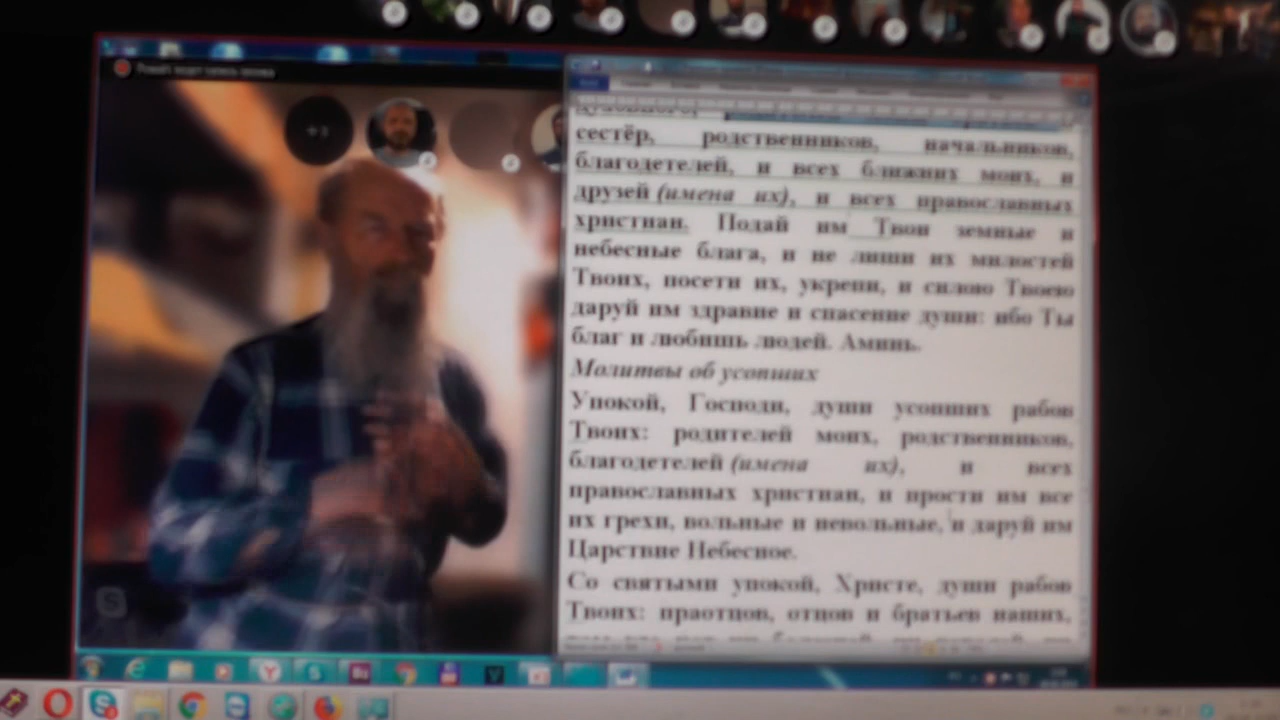 сестёр, родственников, начальников,
благодетелей, и всех ближних моих, и
друзей (имена их), и всех православных
христиан. Подай им Твои земные и
небесные блага, и не лиши их милостей
Твоих, посети их, укрепи, и силою Твоею
даруй им здравие и спасение души: ибо Ты
благ и любишь людей. Аминь.
Молитвы об усопших
Упокой, Господи, души усопших рабов
Твоих: родителей моих, родственников,
благодетелей (имена их), и всех
православных христиан, и прости им все
их грехи, вольные и невольные, и даруй им
Царствие Небесное.
Со святыми упокой, Христе, души рабов
Твоих: праотцов, отцов и братьев наших,